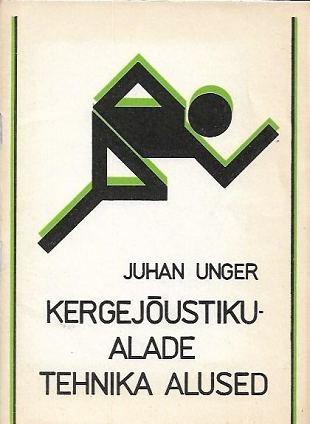 JUHAN UNGER
KERGEJÕUSTIKU-
ALADE
TEHNIKA ALUSED